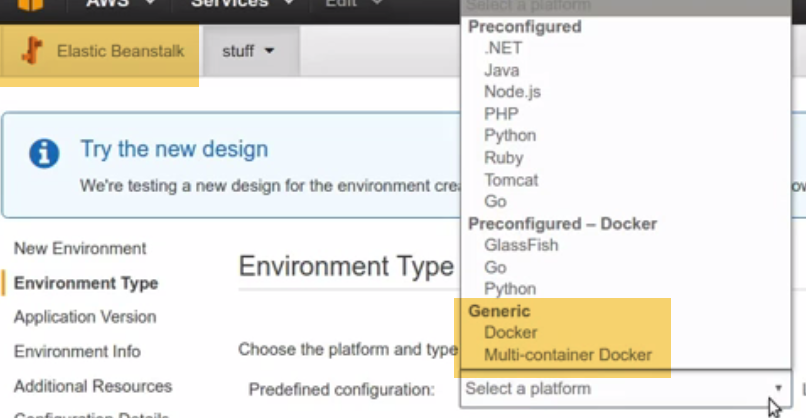 AWS
Services
Edit
Elastic Beanstalk
stuff
Try the new design
We're testing a new design for the environment crea
New Environment
Environment Type
Application Version
Environment Info
Additional Resources
Configuration Details
Environment Type
Choose the platform and type
Predefined configuration:
Select a platform
Preconfigured
.NET
Java
Node.js
PHP
Python
Ruby
Tomcat
Go
Preconfigured – Docker
GlassFish
Go
Python
Generic
Docker
Multi-container Docker
Select a platform